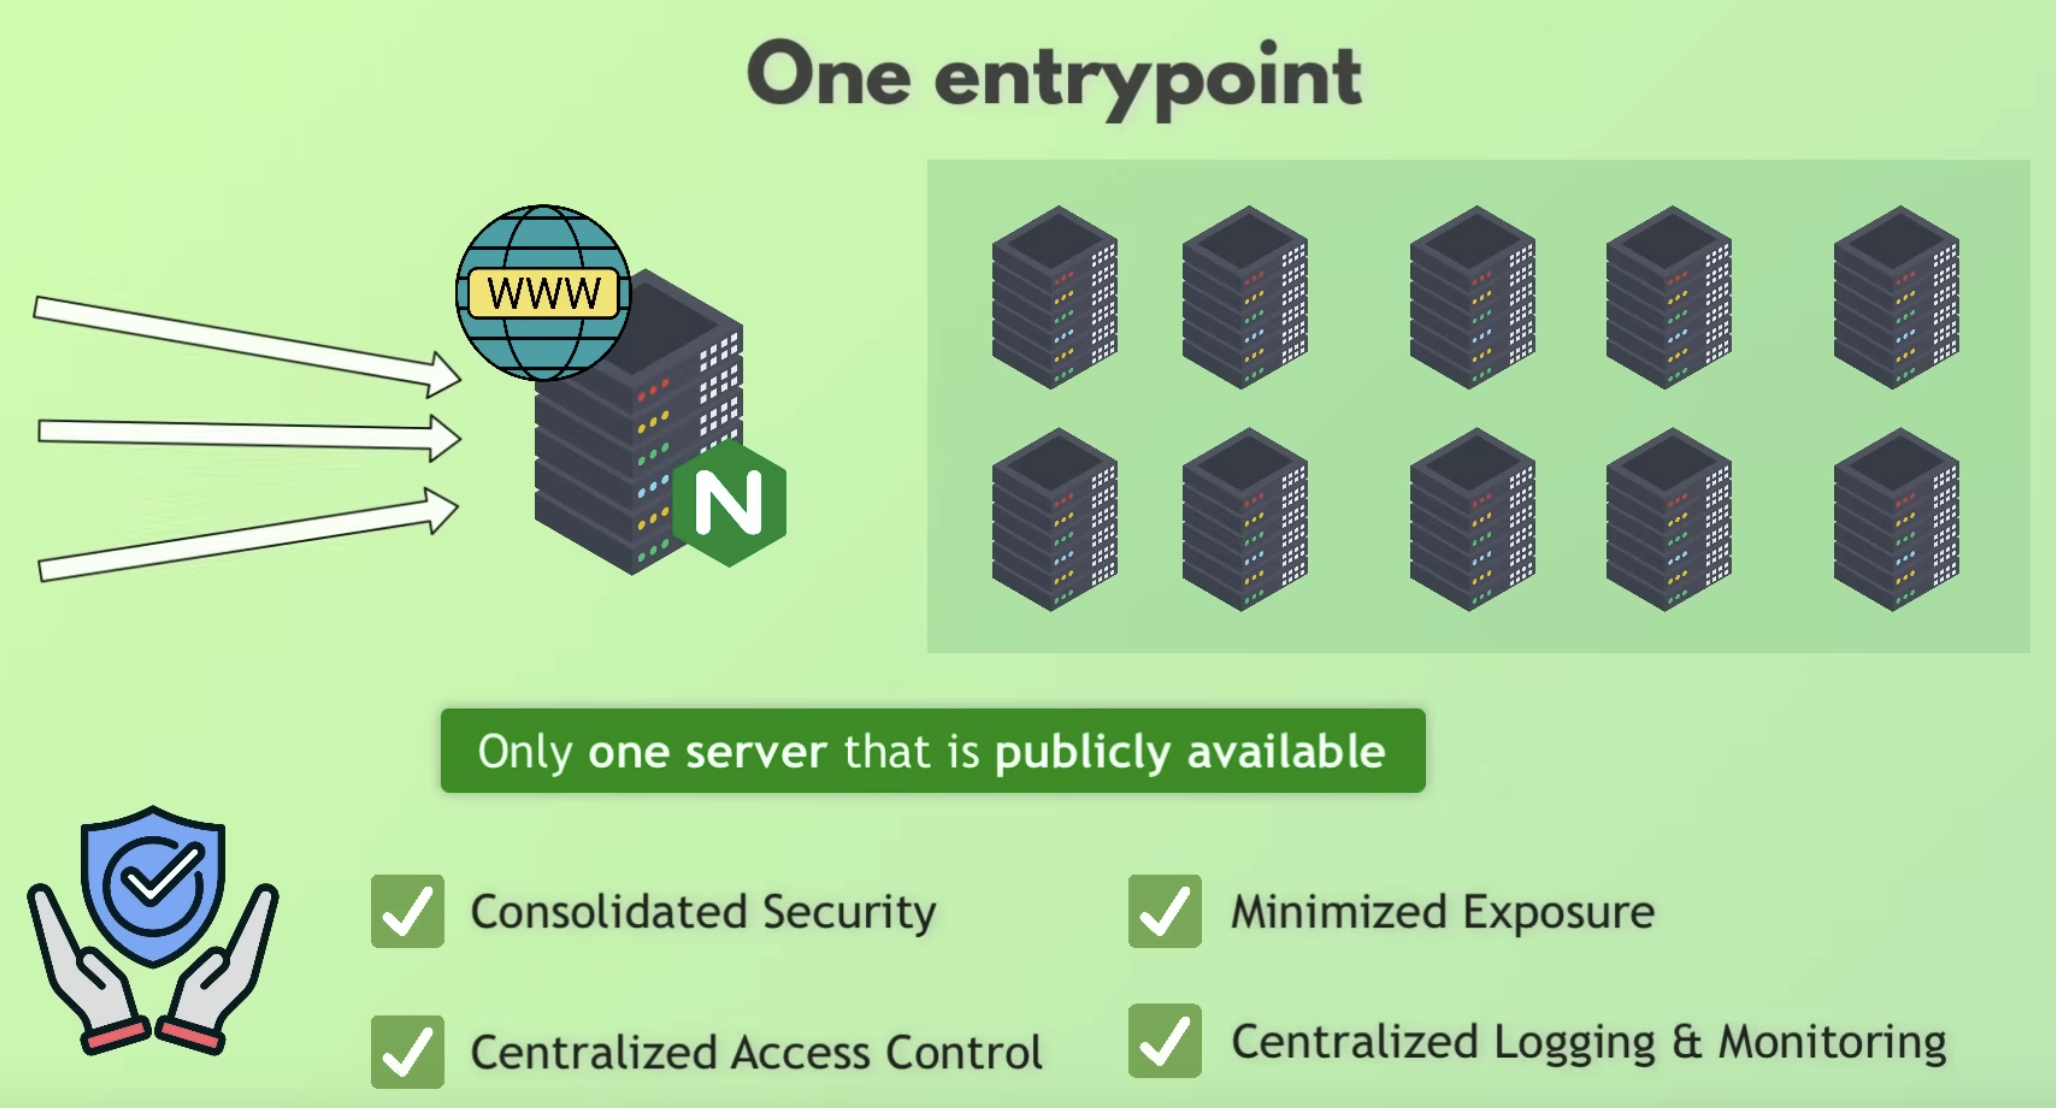 One entrypoint
WWW
N
Only one server that is publicly available
Consolidated Security
Minimized Exposure
Centralized Access Control
Centralized Logging & Monitoring